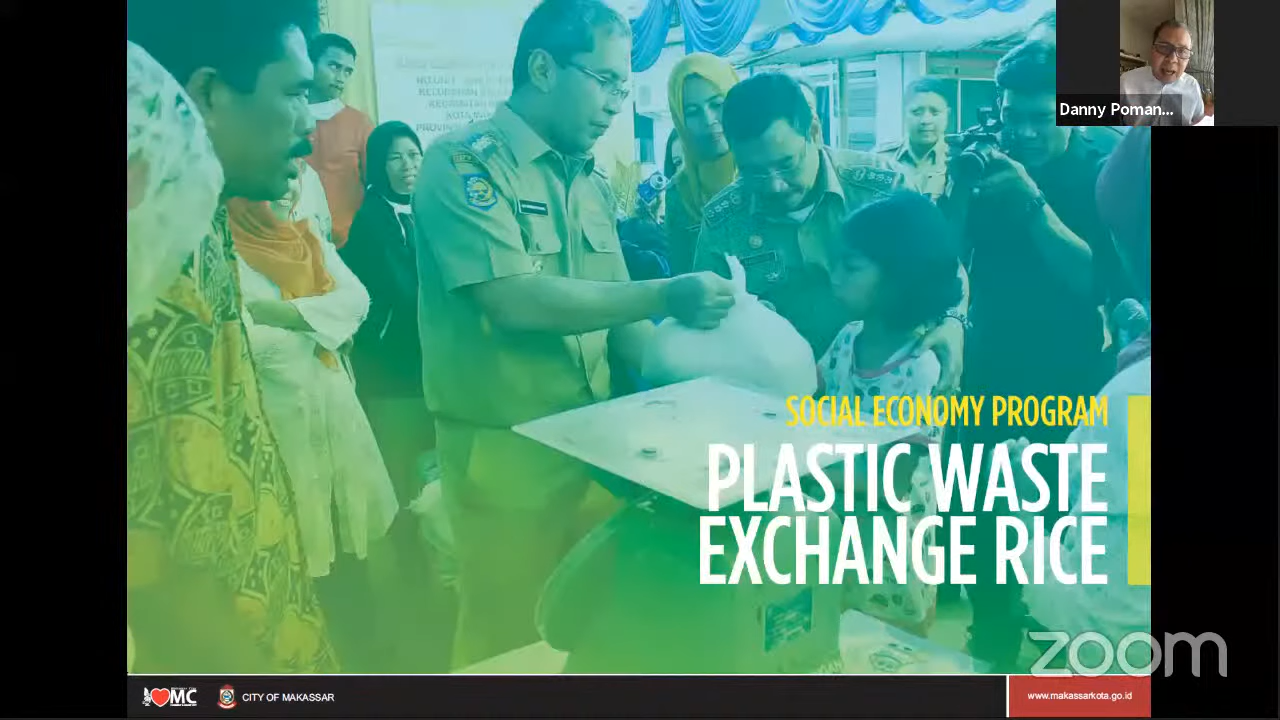 Danny Poman...
SOCIAL ECONOMY PROGRAM
PLASTIC WASTE
EXCHANGE RICE
zoom
MC
CITY OF MAKASSAR
www.makassarkota.go.id